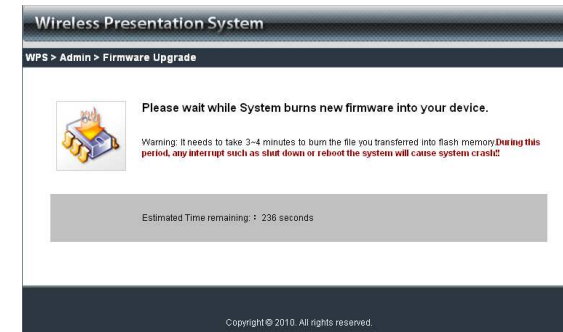 Wireless Presentation System
WPS > Admin > Firmware Upgrade
Please wait while System burns new firmware into your device.
Warning: It needs to take 3~4 minutes to burn the file you transferred into flash memory.During this
period, any interrupt such as shut down or reboot the system will cause system crash!!
Estimated Time remaining: : 236 seconds
Copyright © 2010. All rights reserved.